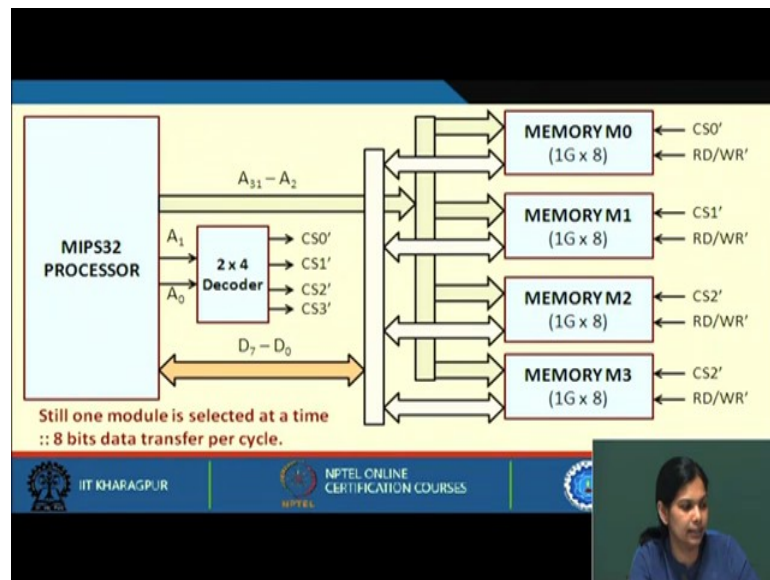 MIPS32
PROCESSOR
A31 – A2
A1
A0
2 x 4
Decoder
CS0'
CS1'
CS2'
CS3'
D7 – D0
MEMORY M0
(1G x 8)
CS0'
RD/WR'
MEMORY M1
(1G x 8)
CS1'
RD/WR'
MEMORY M2
(1G x 8)
CS2'
RD/WR'
MEMORY M3
(1G x 8)
CS2'
RD/WR'
Still one module is selected at a time
:: 8 bits data transfer per cycle.
IIT KHARAGPUR
NPTEL
NPTEL ONLINE
CERTIFICATION COURSES